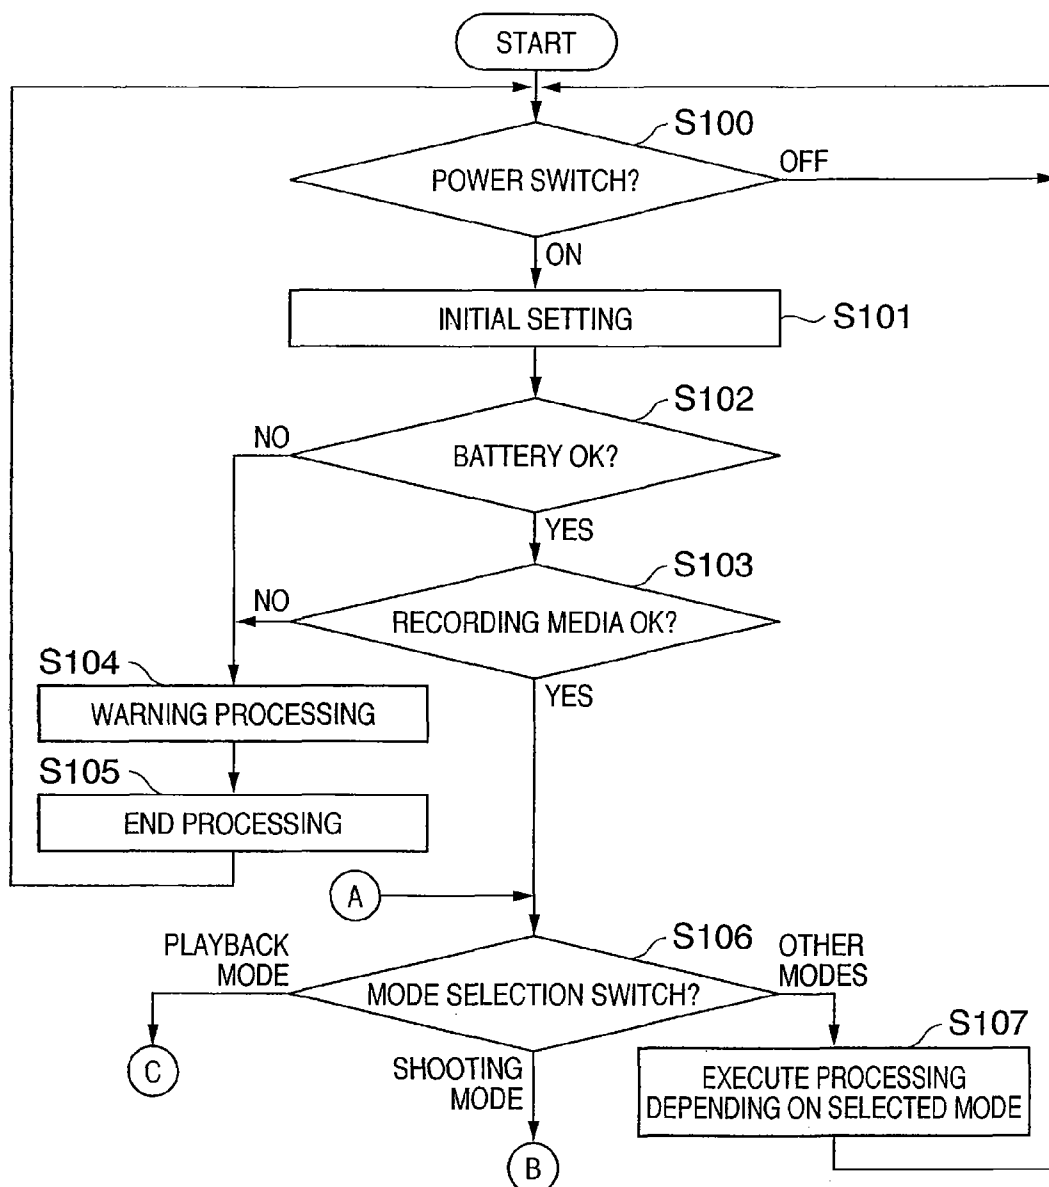 START
S100
POWER SWITCH?
OFF
ON
INITIAL SETTING
S101
S102
NO
BATTERY OK?
YES
S103
NO
RECORDING MEDIA OK?
S104
YES
WARNING PROCESSING
S105
END PROCESSING
A
PLAYBACK
MODE
S106
OTHER
MODES
MODE SELECTION SWITCH?
S107
C
SHOOTING
MODE
EXECUTE PROCESSING
DEPENDING ON SELECTED MODE
B